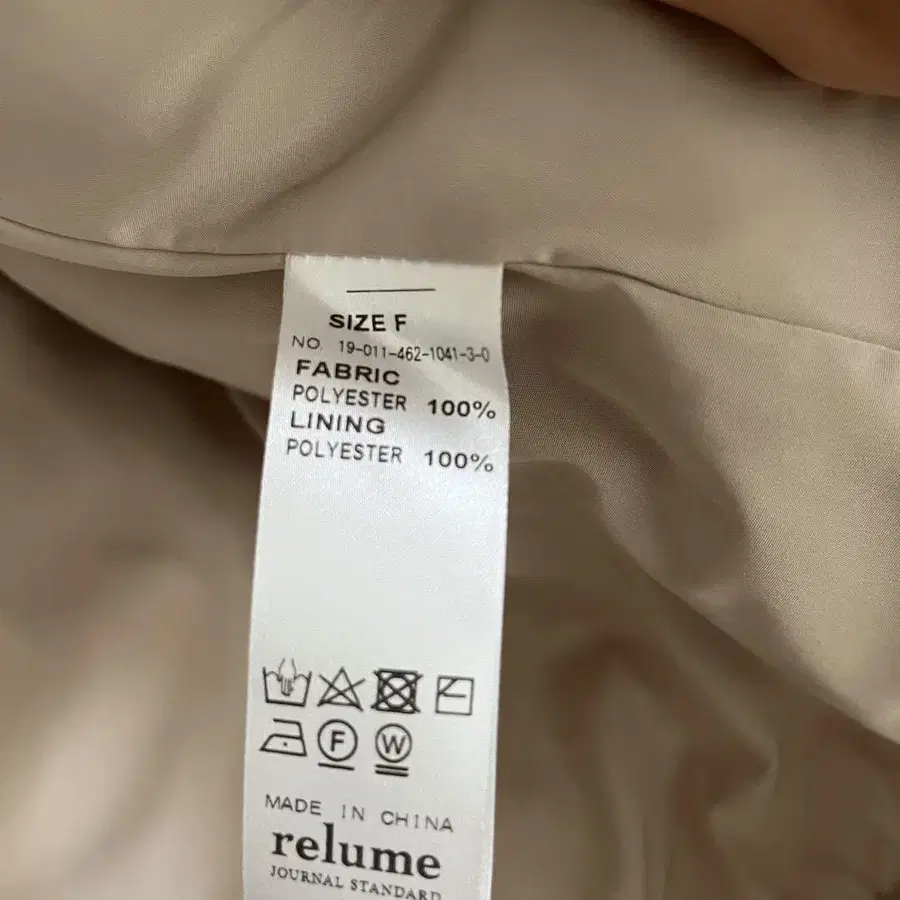 SIZE F
NO. 19-011-462-1041-3-0
FABRIC
POLYESTER 100%
LINING
POLYESTER 100%
F W
MADE IN CHINA
relume
JOURNAL STANDARD